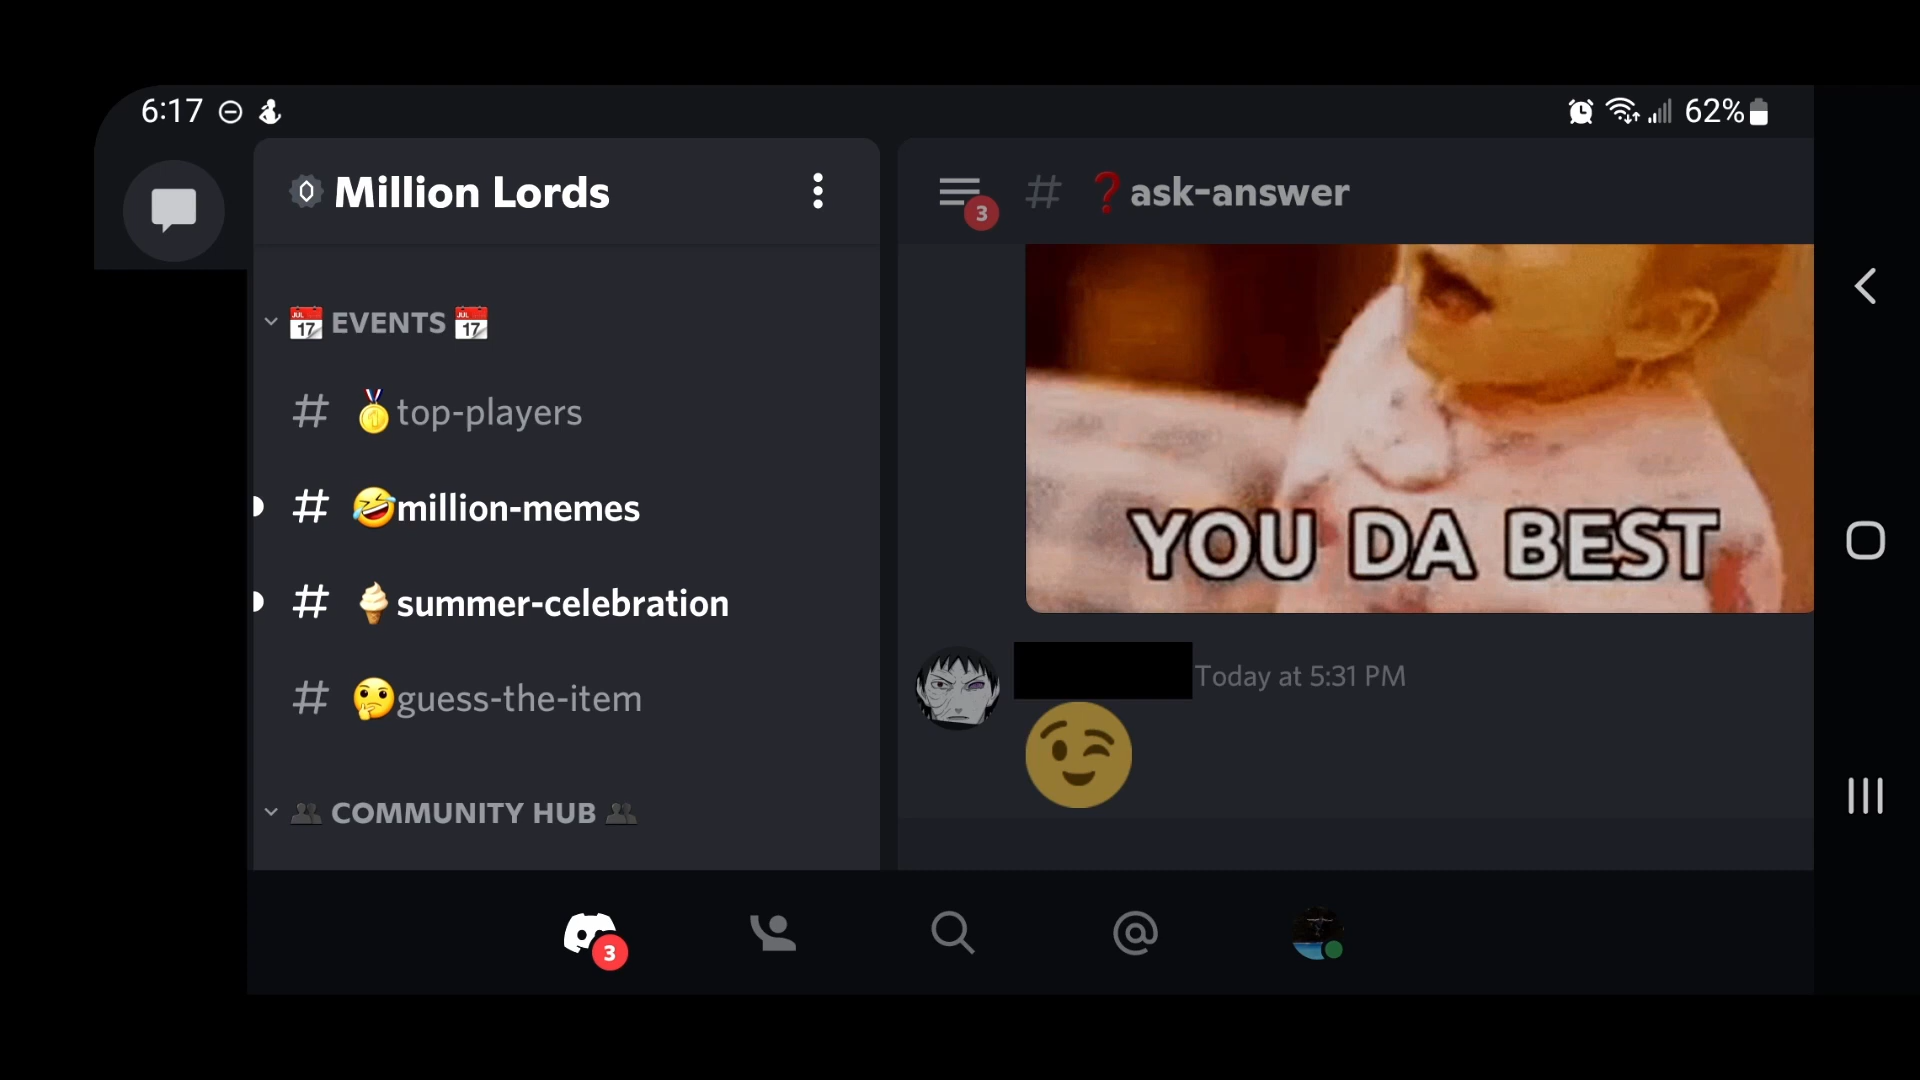 6:17
62%
Million Lords
EVENTS
top-players
million-memes
summer-celebration
guess-the-item
COMMUNITY HUB
3
ask-answer
YOU DA BEST
Today at 5:31 PM
3